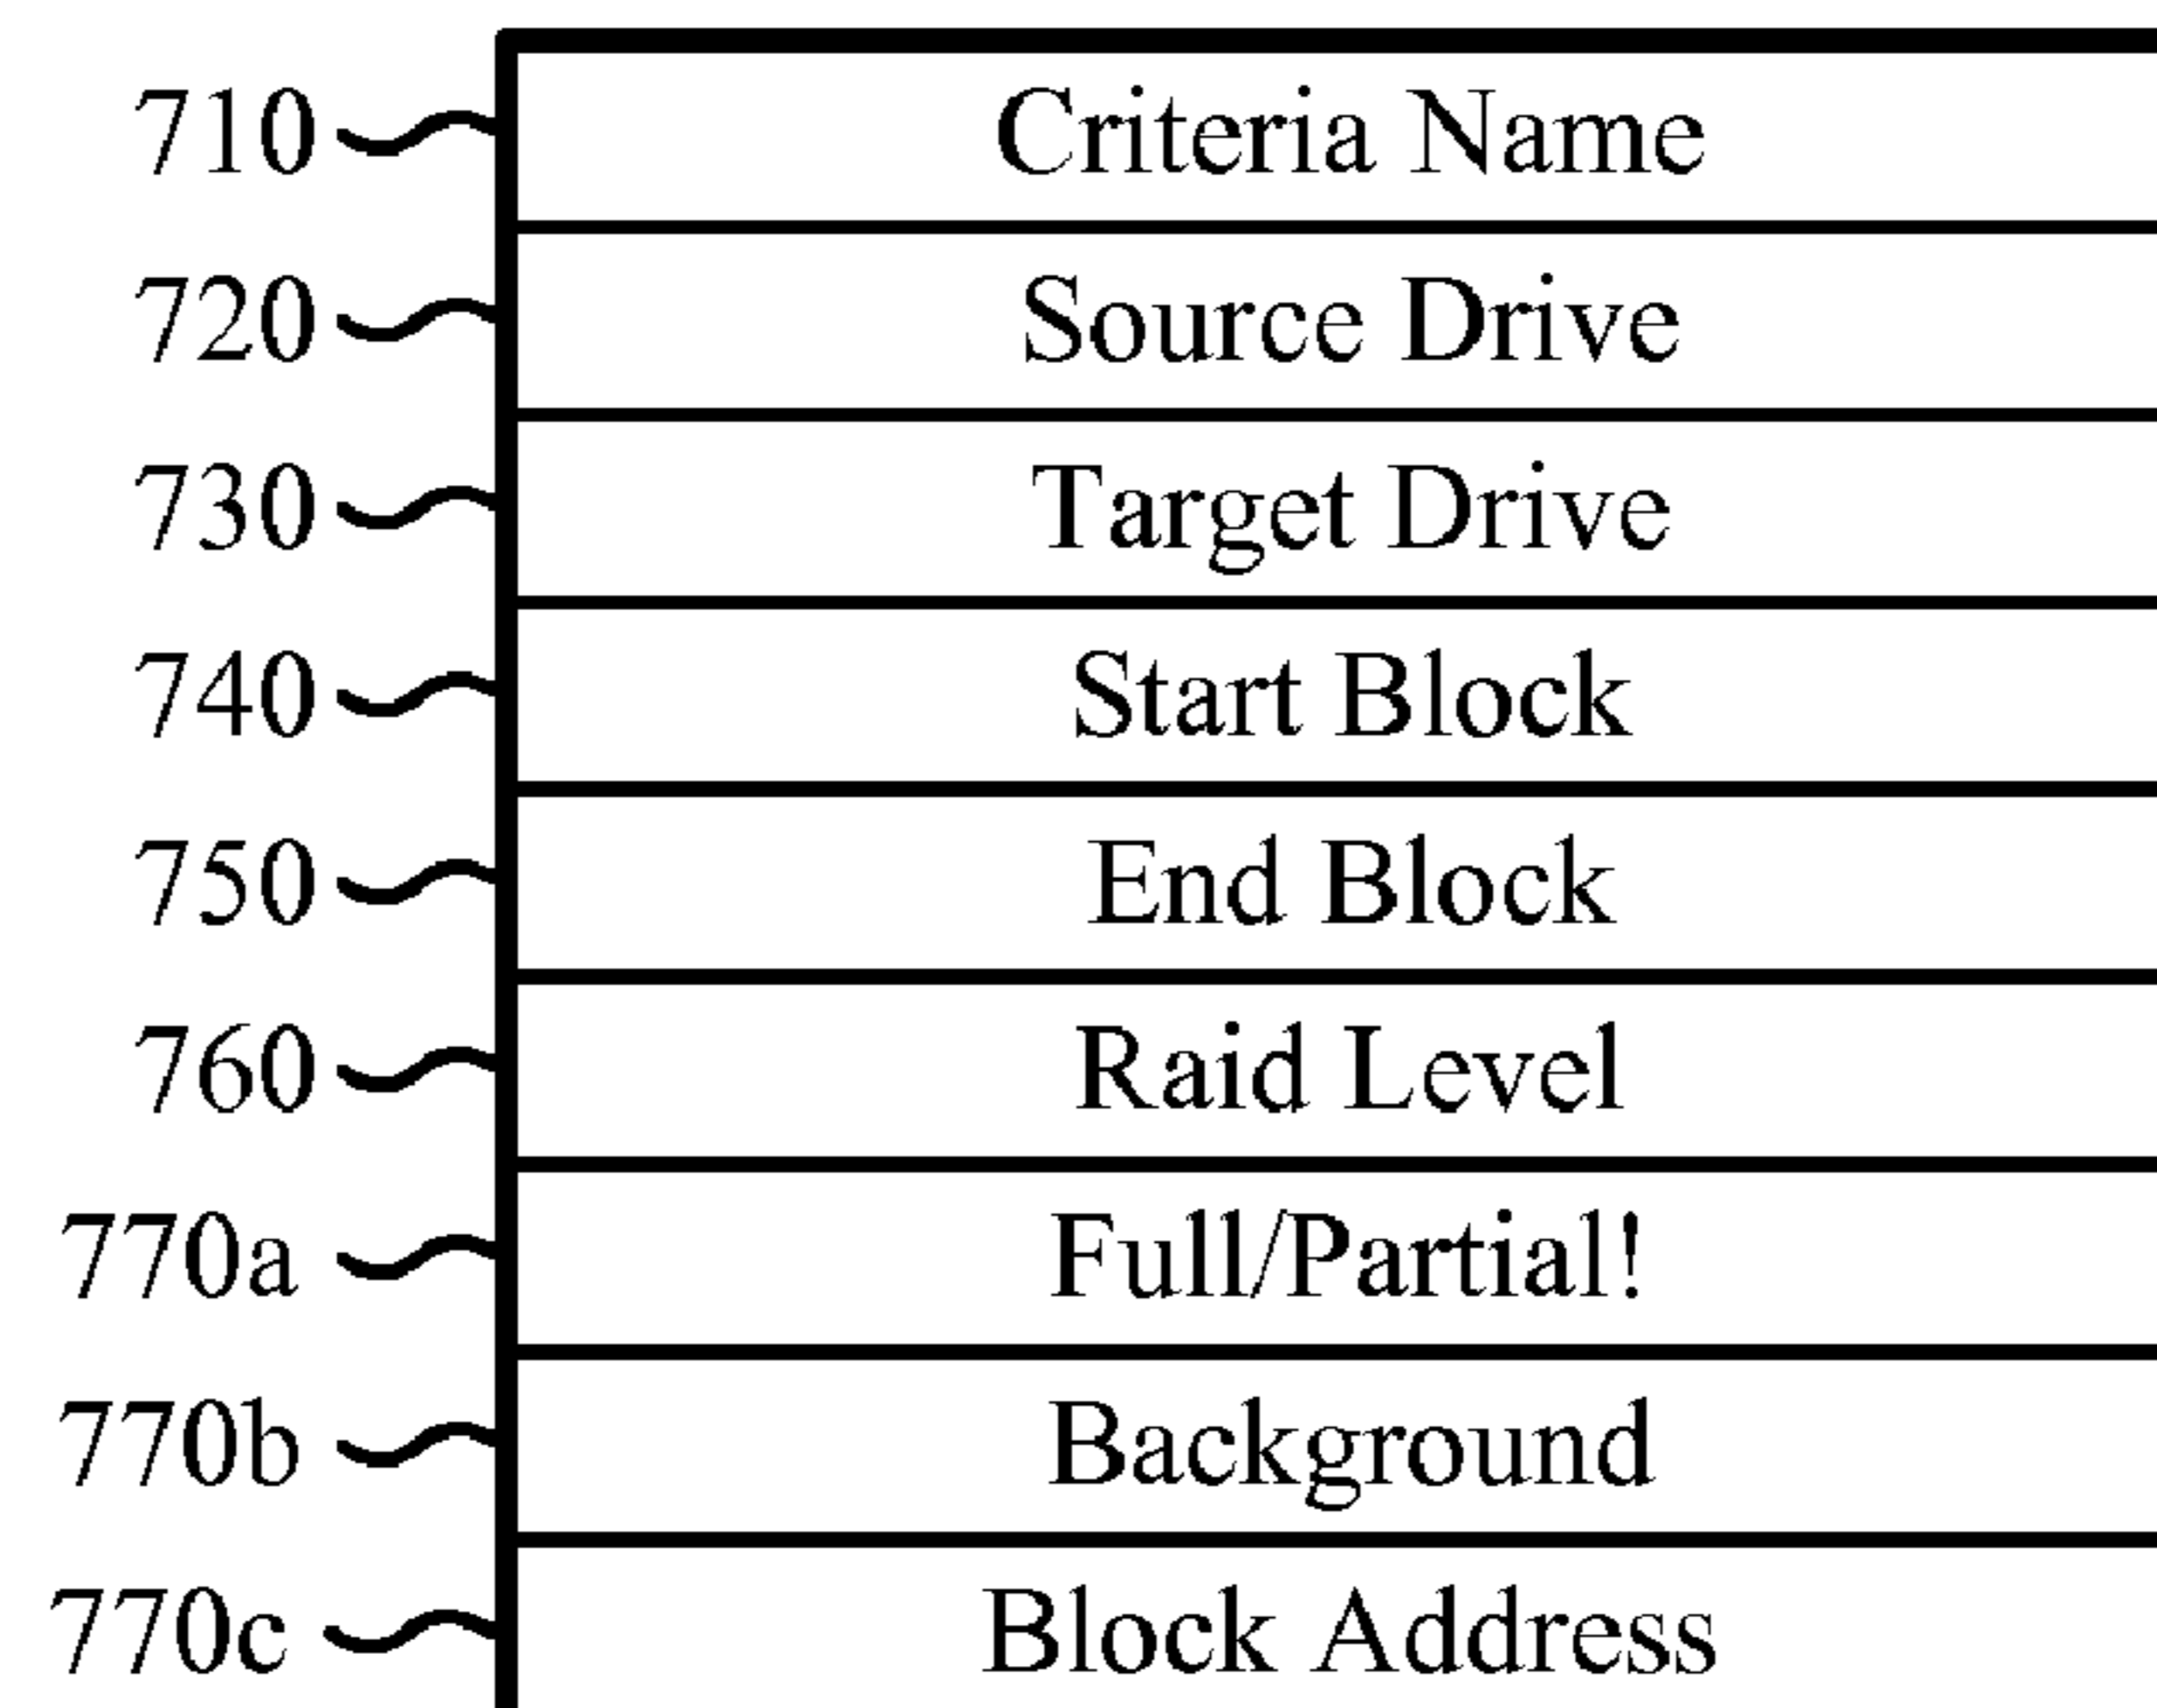 710 Criteria Name
720 Source Drive
730 Target Drive
740 Start Block
750 End Block
760 Raid Level
770a Full/Partial!
770b Background
770c Block Address